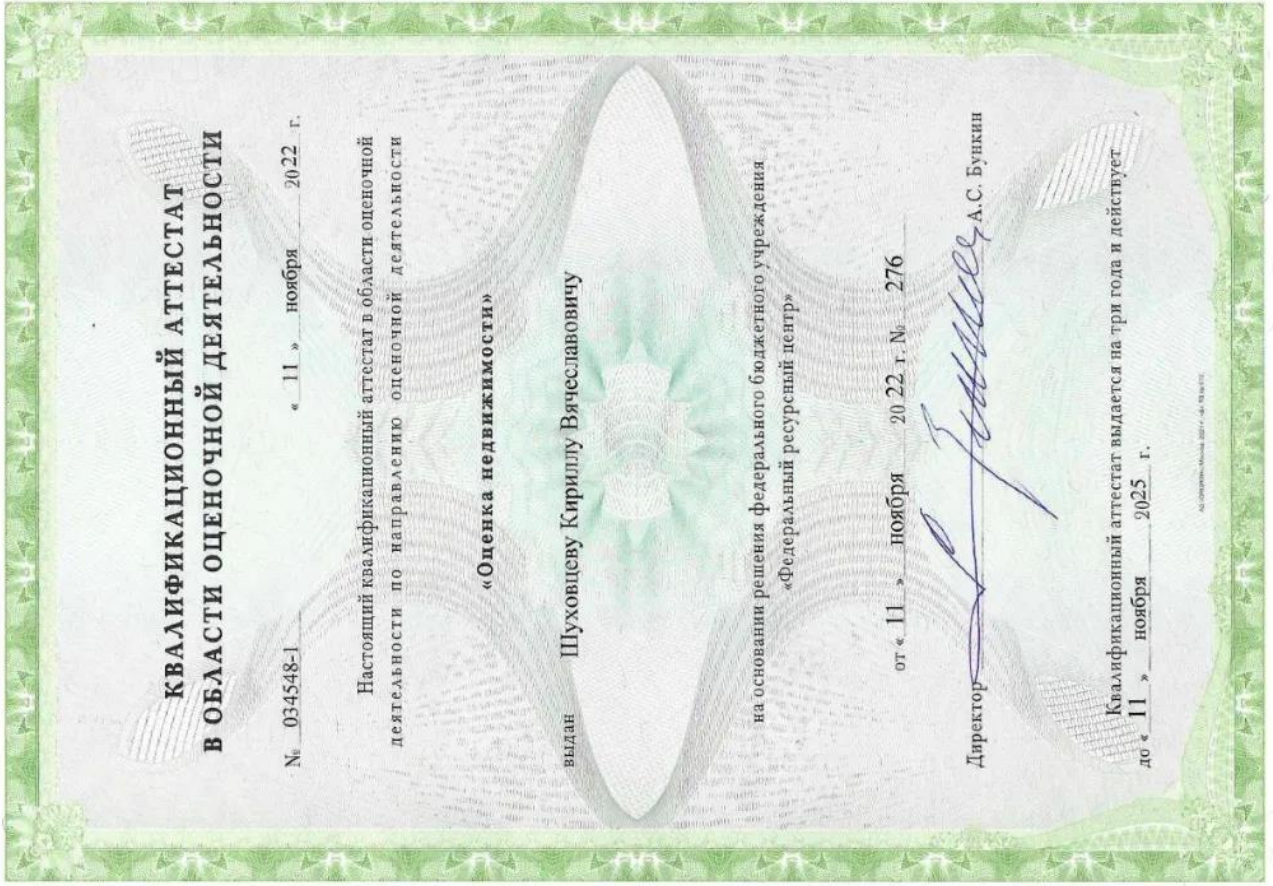 КВАЛИФИКАЦИОННЫЙ АТТЕСТАТ
В ОБЛАСТИ ОЦЕНОЧНОЙ ДЕЯТЕЛЬНОСТИ
№ 034548-1 « 11 » ноября 2022 г.
Настоящий квалификационный аттестат в области оценочной
деятельности по направлению оценочной деятельности
«Оценка недвижимости»
выдан Шуховцеву Кириллу Вячеславовичу
на основании решения федерального бюджетного учреждения
«Федеральный ресурсный центр»
от « 11 » ноября 20 22 г. № 276
Директор А.С. Бункин
Квалификационный аттестат выдается на три года и действует
до « 11 » ноября 2025 г.